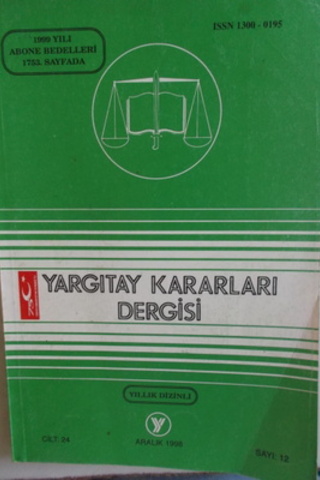 ISSN 1300 - 0195
1999 YILI
ABONE BEDELLERİ
1753. SAYFADA
YARGITAY KARARLARI
DERGİSİ
YILLIK DİZİNLİ
CİLT: 24
ARALIK 1998
SAYI: 12